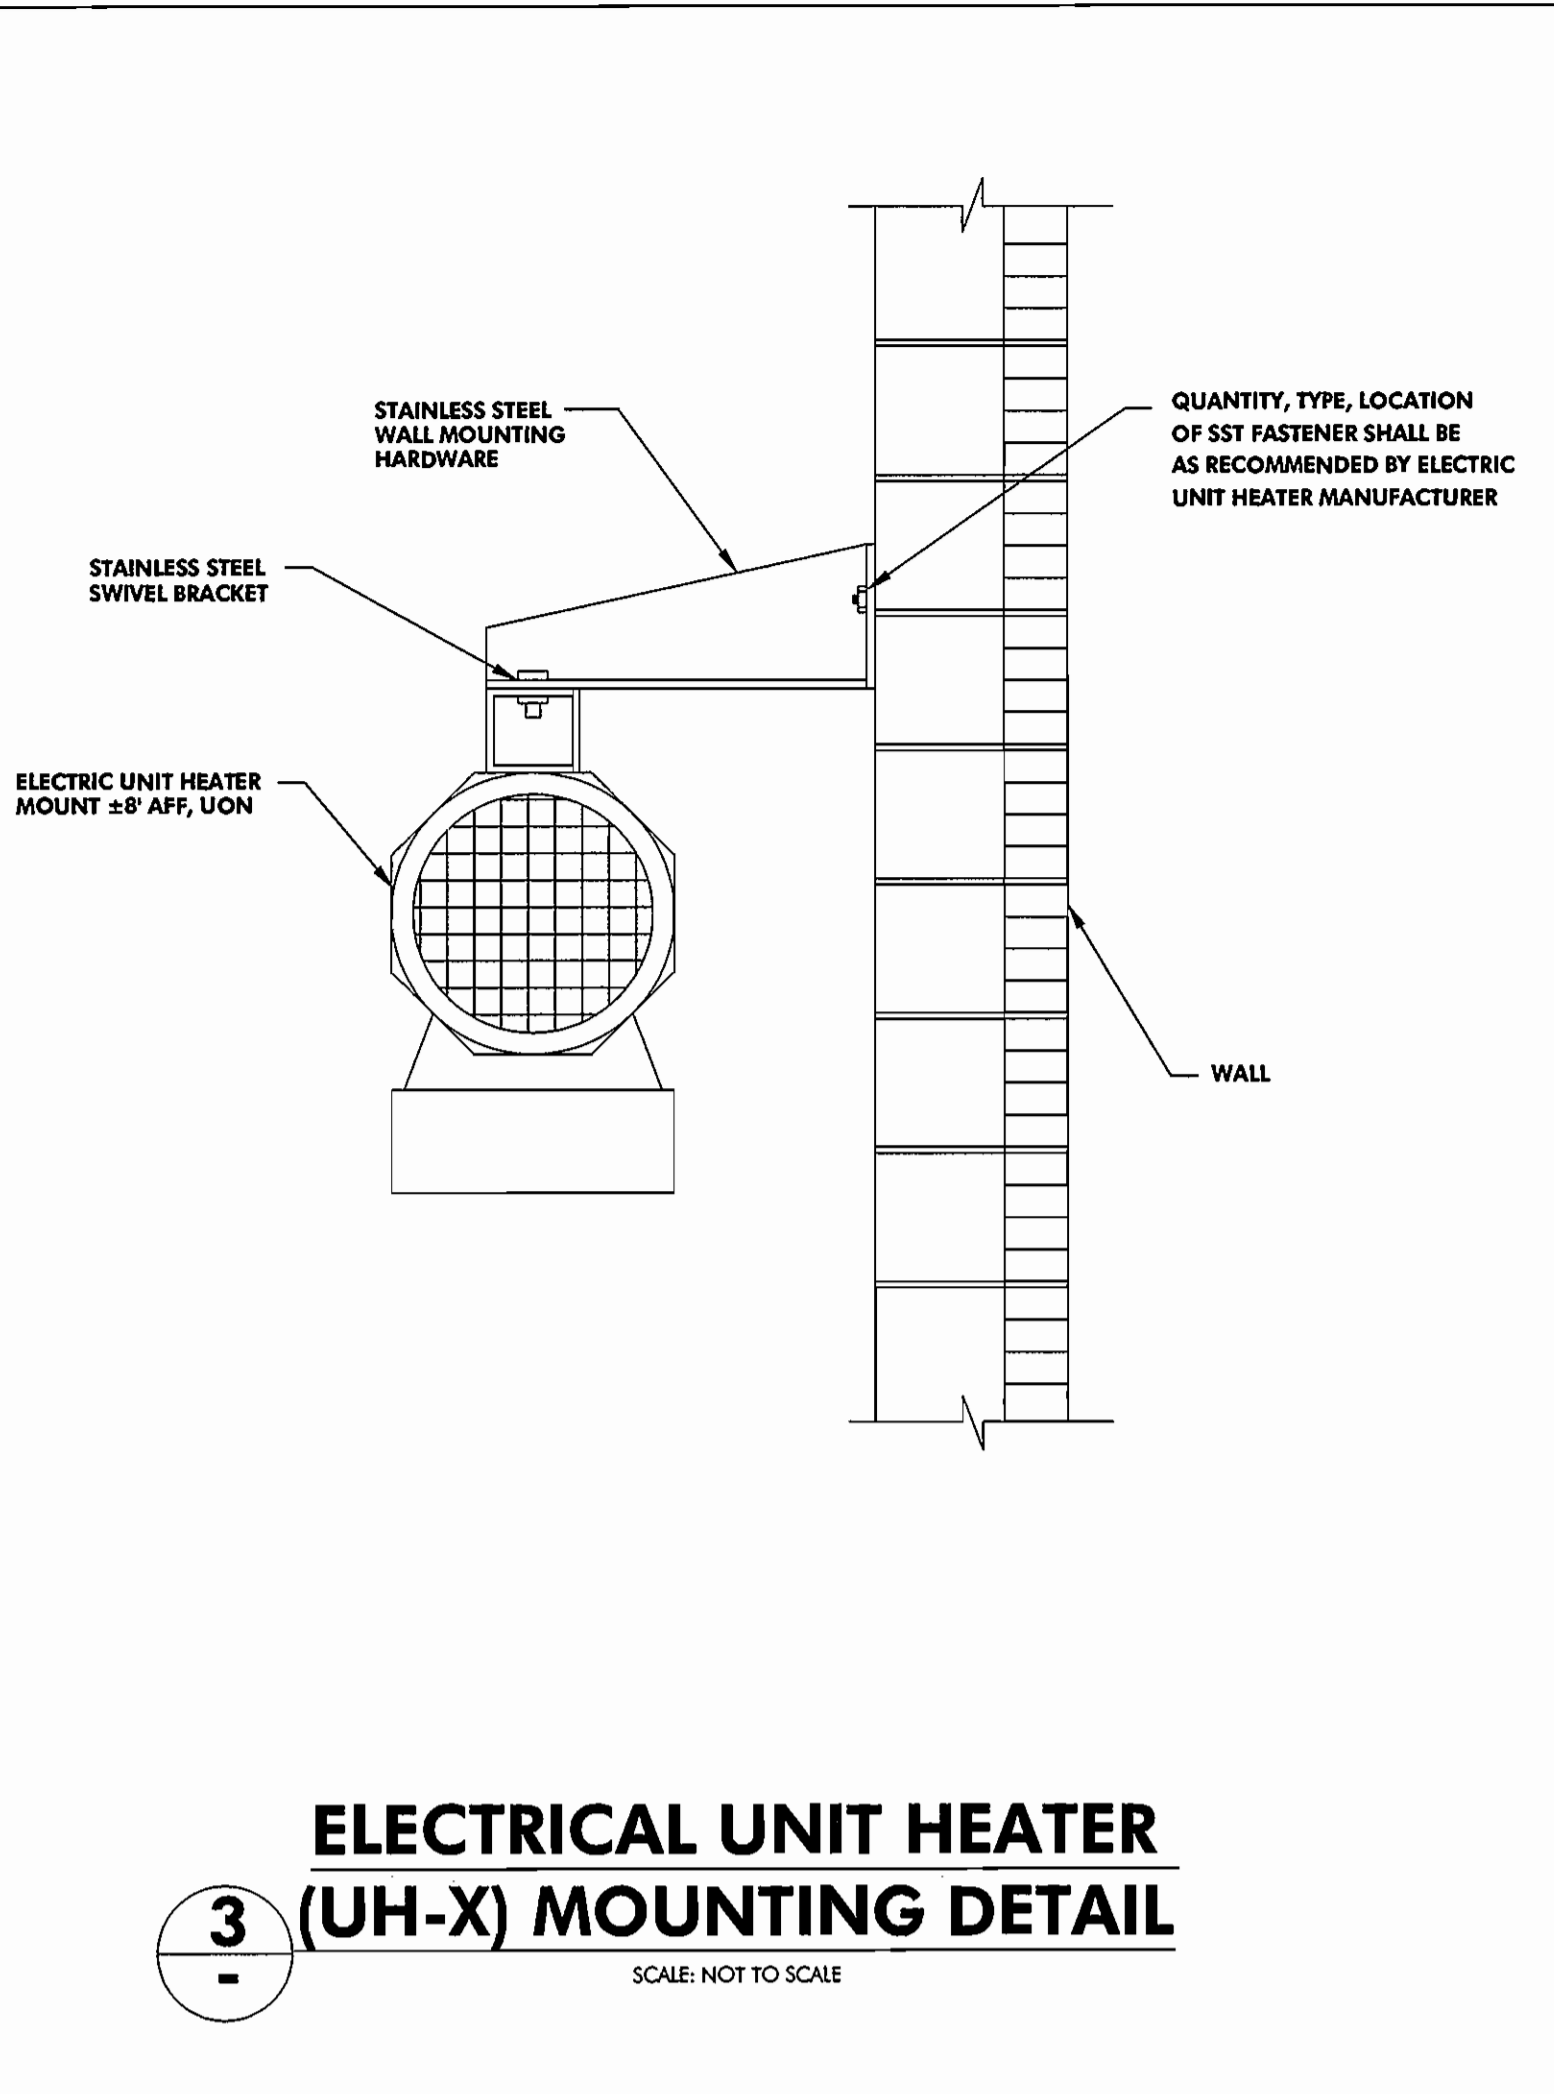 STAINLESS STEEL
WALL MOUNTING
HARDWARE
QUANTITY, TYPE, LOCATION
OF SST FASTENER SHALL BE
AS RECOMMENDED BY ELECTRIC
UNIT HEATER MANUFACTURER
STAINLESS STEEL
SWIVEL BRACKET
ELECTRIC UNIT HEATER
MOUNT ±8' AFF, UON
WALL
ELECTRICAL UNIT HEATER
(UH-X) MOUNTING DETAIL
3
-
SCALE: NOT TO SCALE